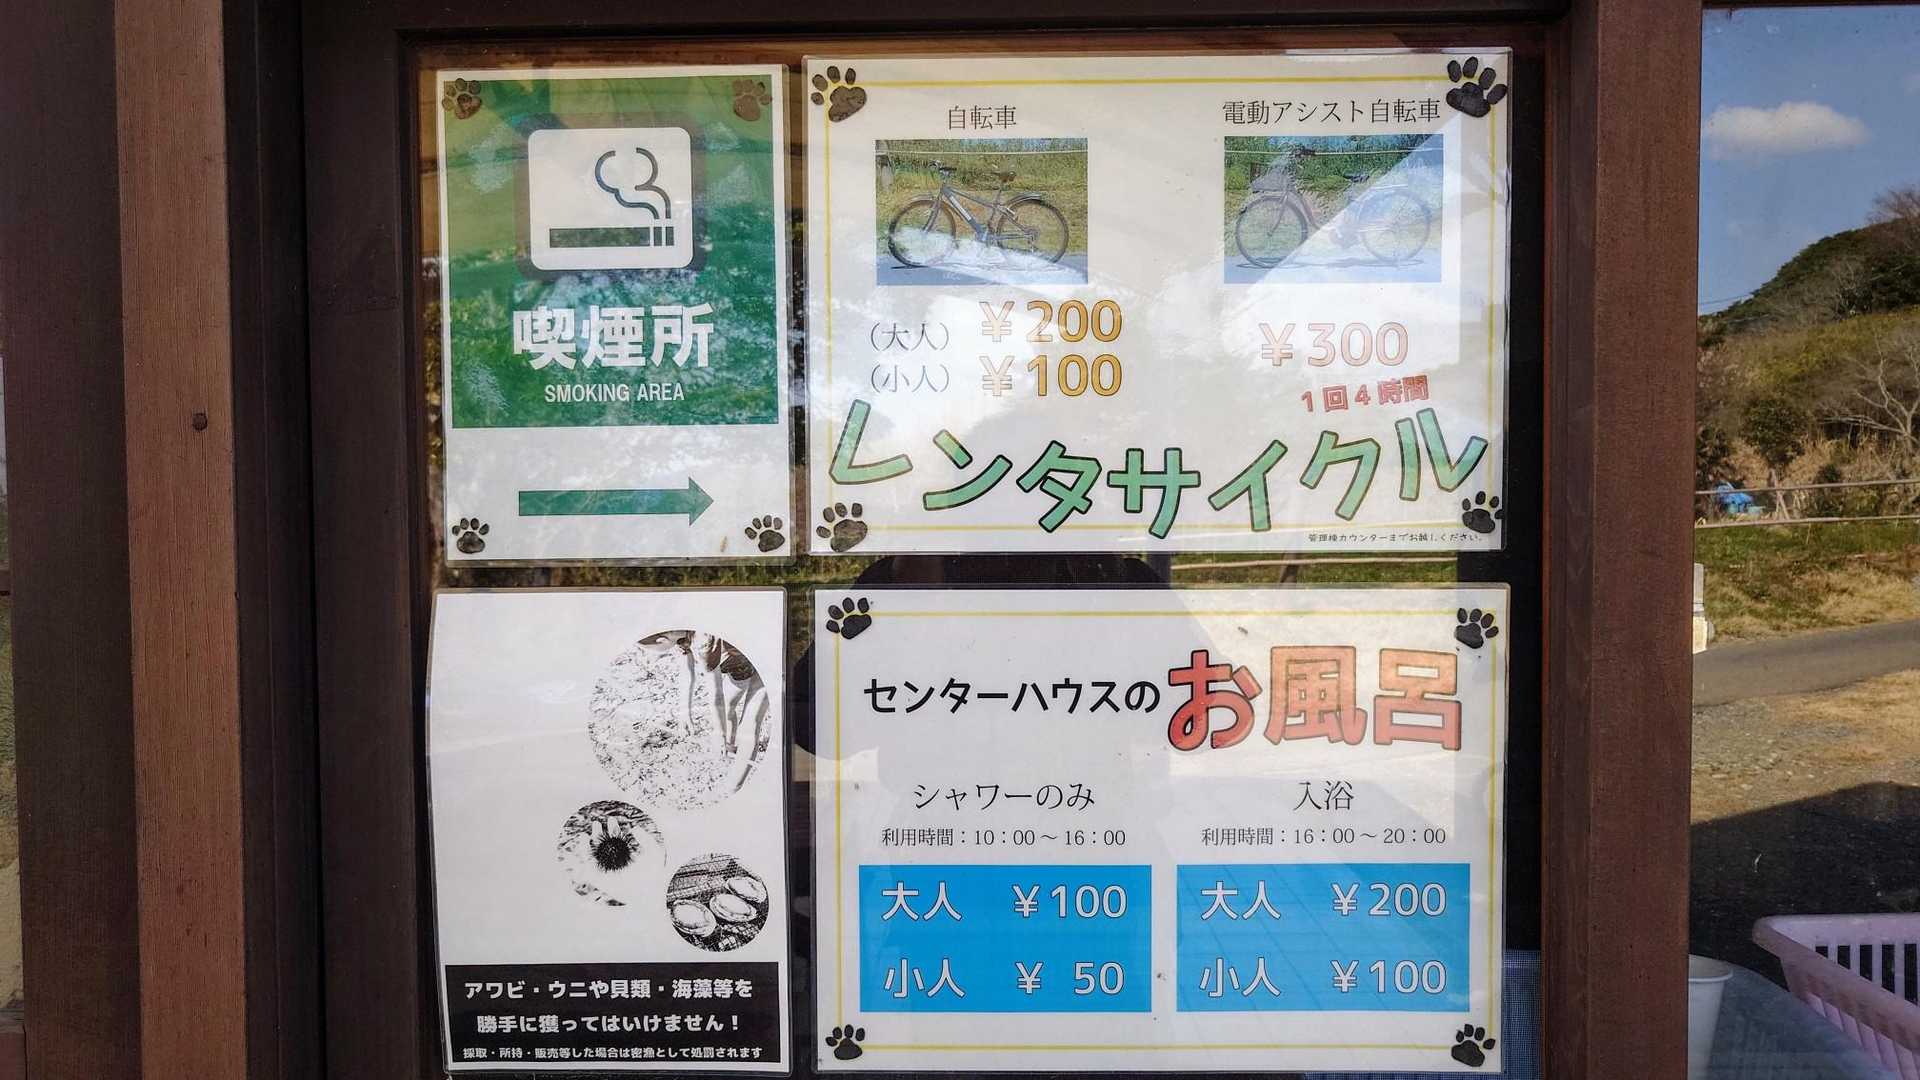 喫煙所
SMOKING AREA
自転車
電動アシスト自転車
(大人) ¥200
(小人) ¥100
¥300
1回4時間
レンタサイクル
管理棟カウンターまでお越しください。
アワビ・ウニや貝類・海藻等を
勝手に獲ってはいけません!
採取・所持・販売等した場合は密漁として処罰されます
センターハウスのお風呂
シャワーのみ
利用時間:10:00～16:00
大人 ¥100
小人 ¥ 50
入浴
利用時間:16:00～20:00
大人 ¥200
小人 ¥100